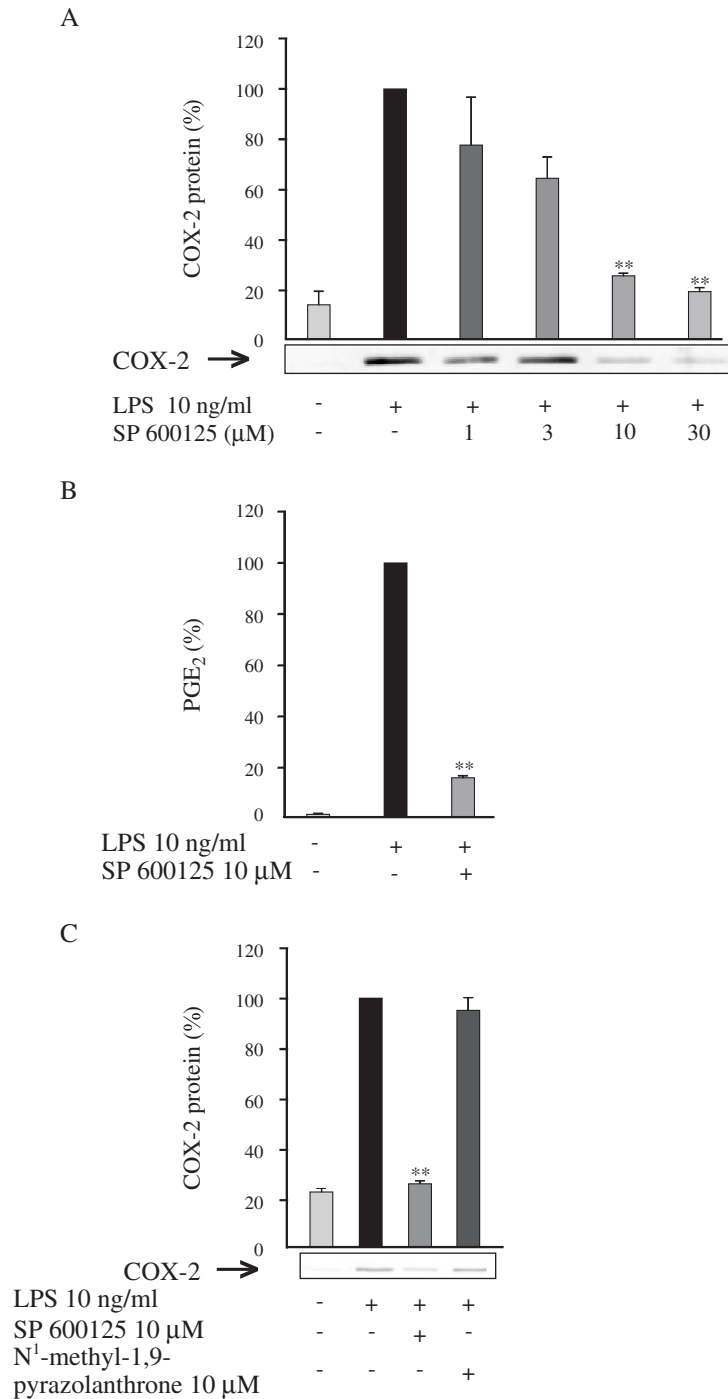 A
120
100
80
60
40
20
0
COX-2 protein (%)
** **
COX-2
LPS 10 ng/ml - + + + + +
SP 600125 (μM) - - 1 3 10 30
B
120
100
80
60
40
20
0
PGE₂ (%)
**
LPS 10 ng/ml - + +
SP 600125 10 μM - - +
C
120
100
80
60
40
20
0
COX-2 protein (%)
**
COX-2
LPS 10 ng/ml - + + +
SP 600125 10 μM - - + -
N¹-methyl-1,9-
pyrazolanthrone 10 μM - - - +